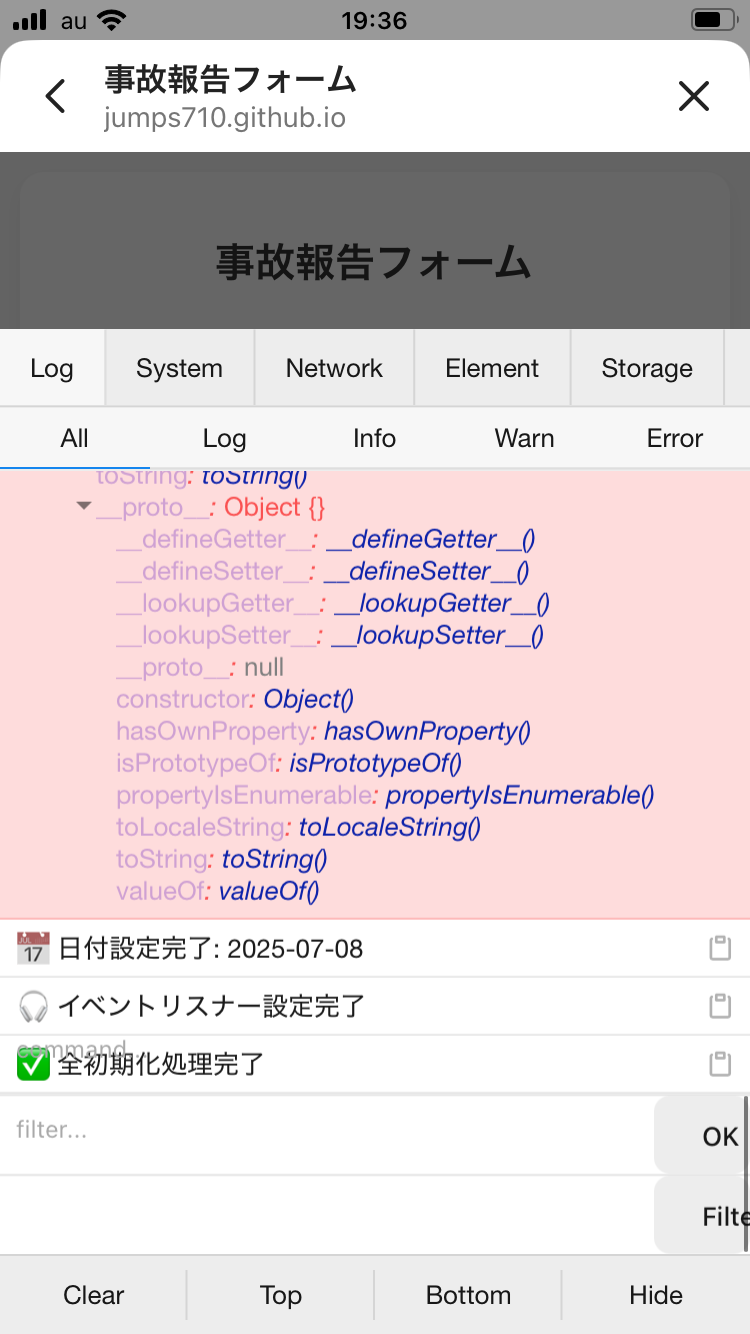 au 19:36
事故報告フォーム
jumps710.github.io
事故報告フォーム
Log System Network Element Storage
All Log Info Warn Error
toString: toString()
__proto__: Object {}
__defineGetter__: __defineGetter__()
__defineSetter__: __defineSetter__()
__lookupGetter__: __lookupGetter__()
__lookupSetter__: __lookupSetter__()
__proto__: null
constructor: Object()
hasOwnProperty: hasOwnProperty()
isPrototypeOf: isPrototypeOf()
propertyIsEnumerable: propertyIsEnumerable()
toLocaleString: toLocaleString()
toString: toString()
valueOf: valueOf()
📅 日付設定完了: 2025-07-08
🎧 イベントリスナー設定完了
command...
✅ 全初期化処理完了
filter... OK
Filte
Clear Top Bottom Hide